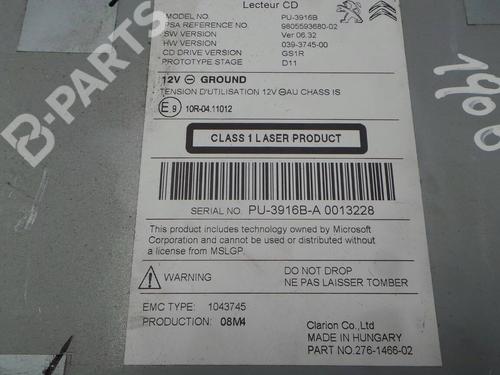 Lecteur CD
MODEL NO. PU-3916B
PSA REFERENCE NO. 9805593680-02
SW VERSION Ver 06.32
HW VERSION 039-3745-00
CD DRIVE VERSION GS1R
PROTOTYPE STAGE D11
12V ⊖ GROUND
TENSION D'UTILISATION 12V GAU CHASS IS
E 9 10R-04.11012
CLASS 1 LASER PRODUCT
SERIAL NO. PU-3916B-A 0013228
This product includes technology owned by Microsoft
Corporation and cannot be used or distributed without
a license from MSLGP.
WARNING
DO NOT DROP
NE PAS LAISSER TOMBER
EMC TYPE: 1043745
PRODUCTION: 08M4
Clarion Co.,Ltd
MADE IN HUNGARY
PART NO.276-1466-02
B-PARTS
B-PARTS